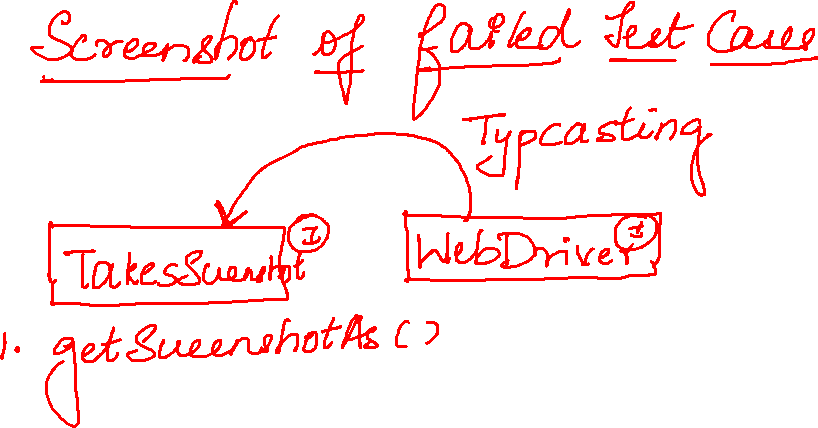 Screenshot of failed Test Cases
Typcasting
TakesScreenshot I
WebDriver I
1. getScreenshotAs()